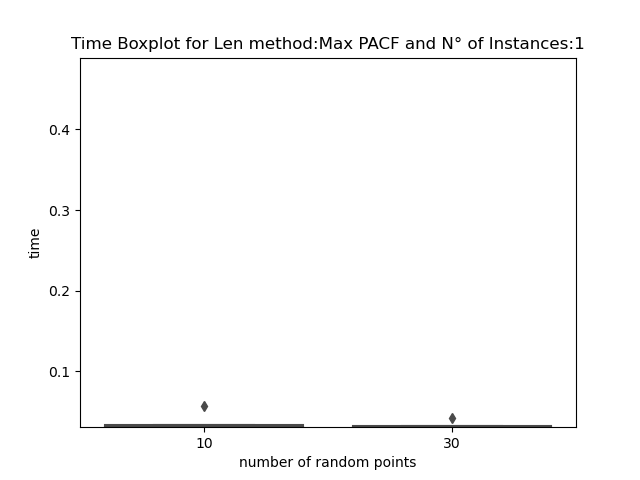 Time Boxplot for Len method:Max PACF and N° of Instances:1
0.4
0.3
0.2
0.1
time
10 30
number of random points